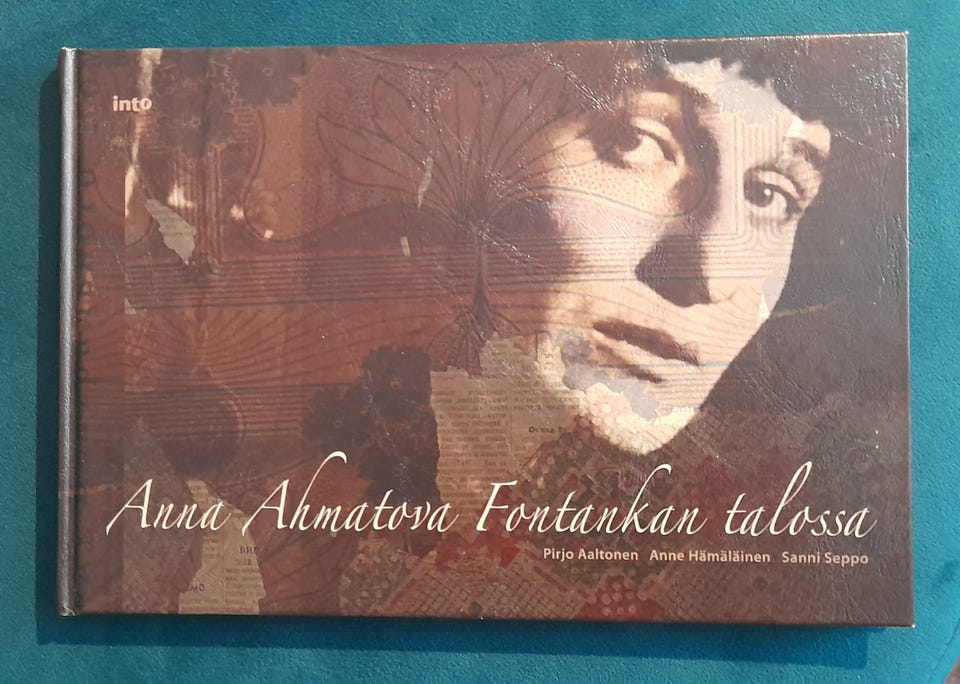 into
Anna Ahmatova Fontankan talossa
Pirjo Aaltonen Anne Hämäläinen Sanni Seppo